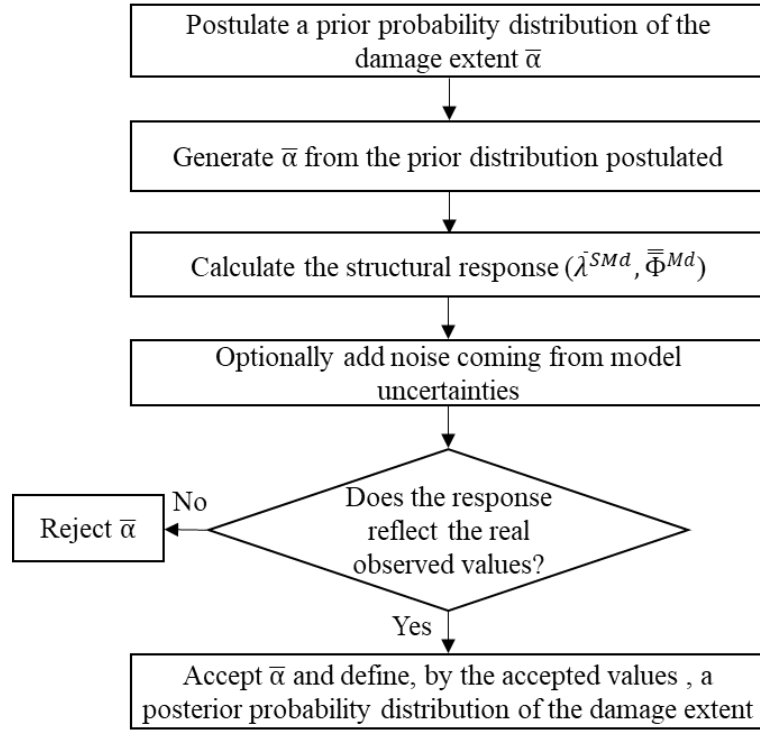 Postulate a prior probability distribution of the
damage extent α̅
Generate α̅ from the prior distribution postulated
Calculate the structural response (λ̄^{SMd}, Φ̿^{Md})
Optionally add noise coming from model
uncertainties
Does the response
reflect the real
observed values?
No
Reject α̅
Yes
Accept α̅ and define, by the accepted values , a
posterior probability distribution of the damage extent